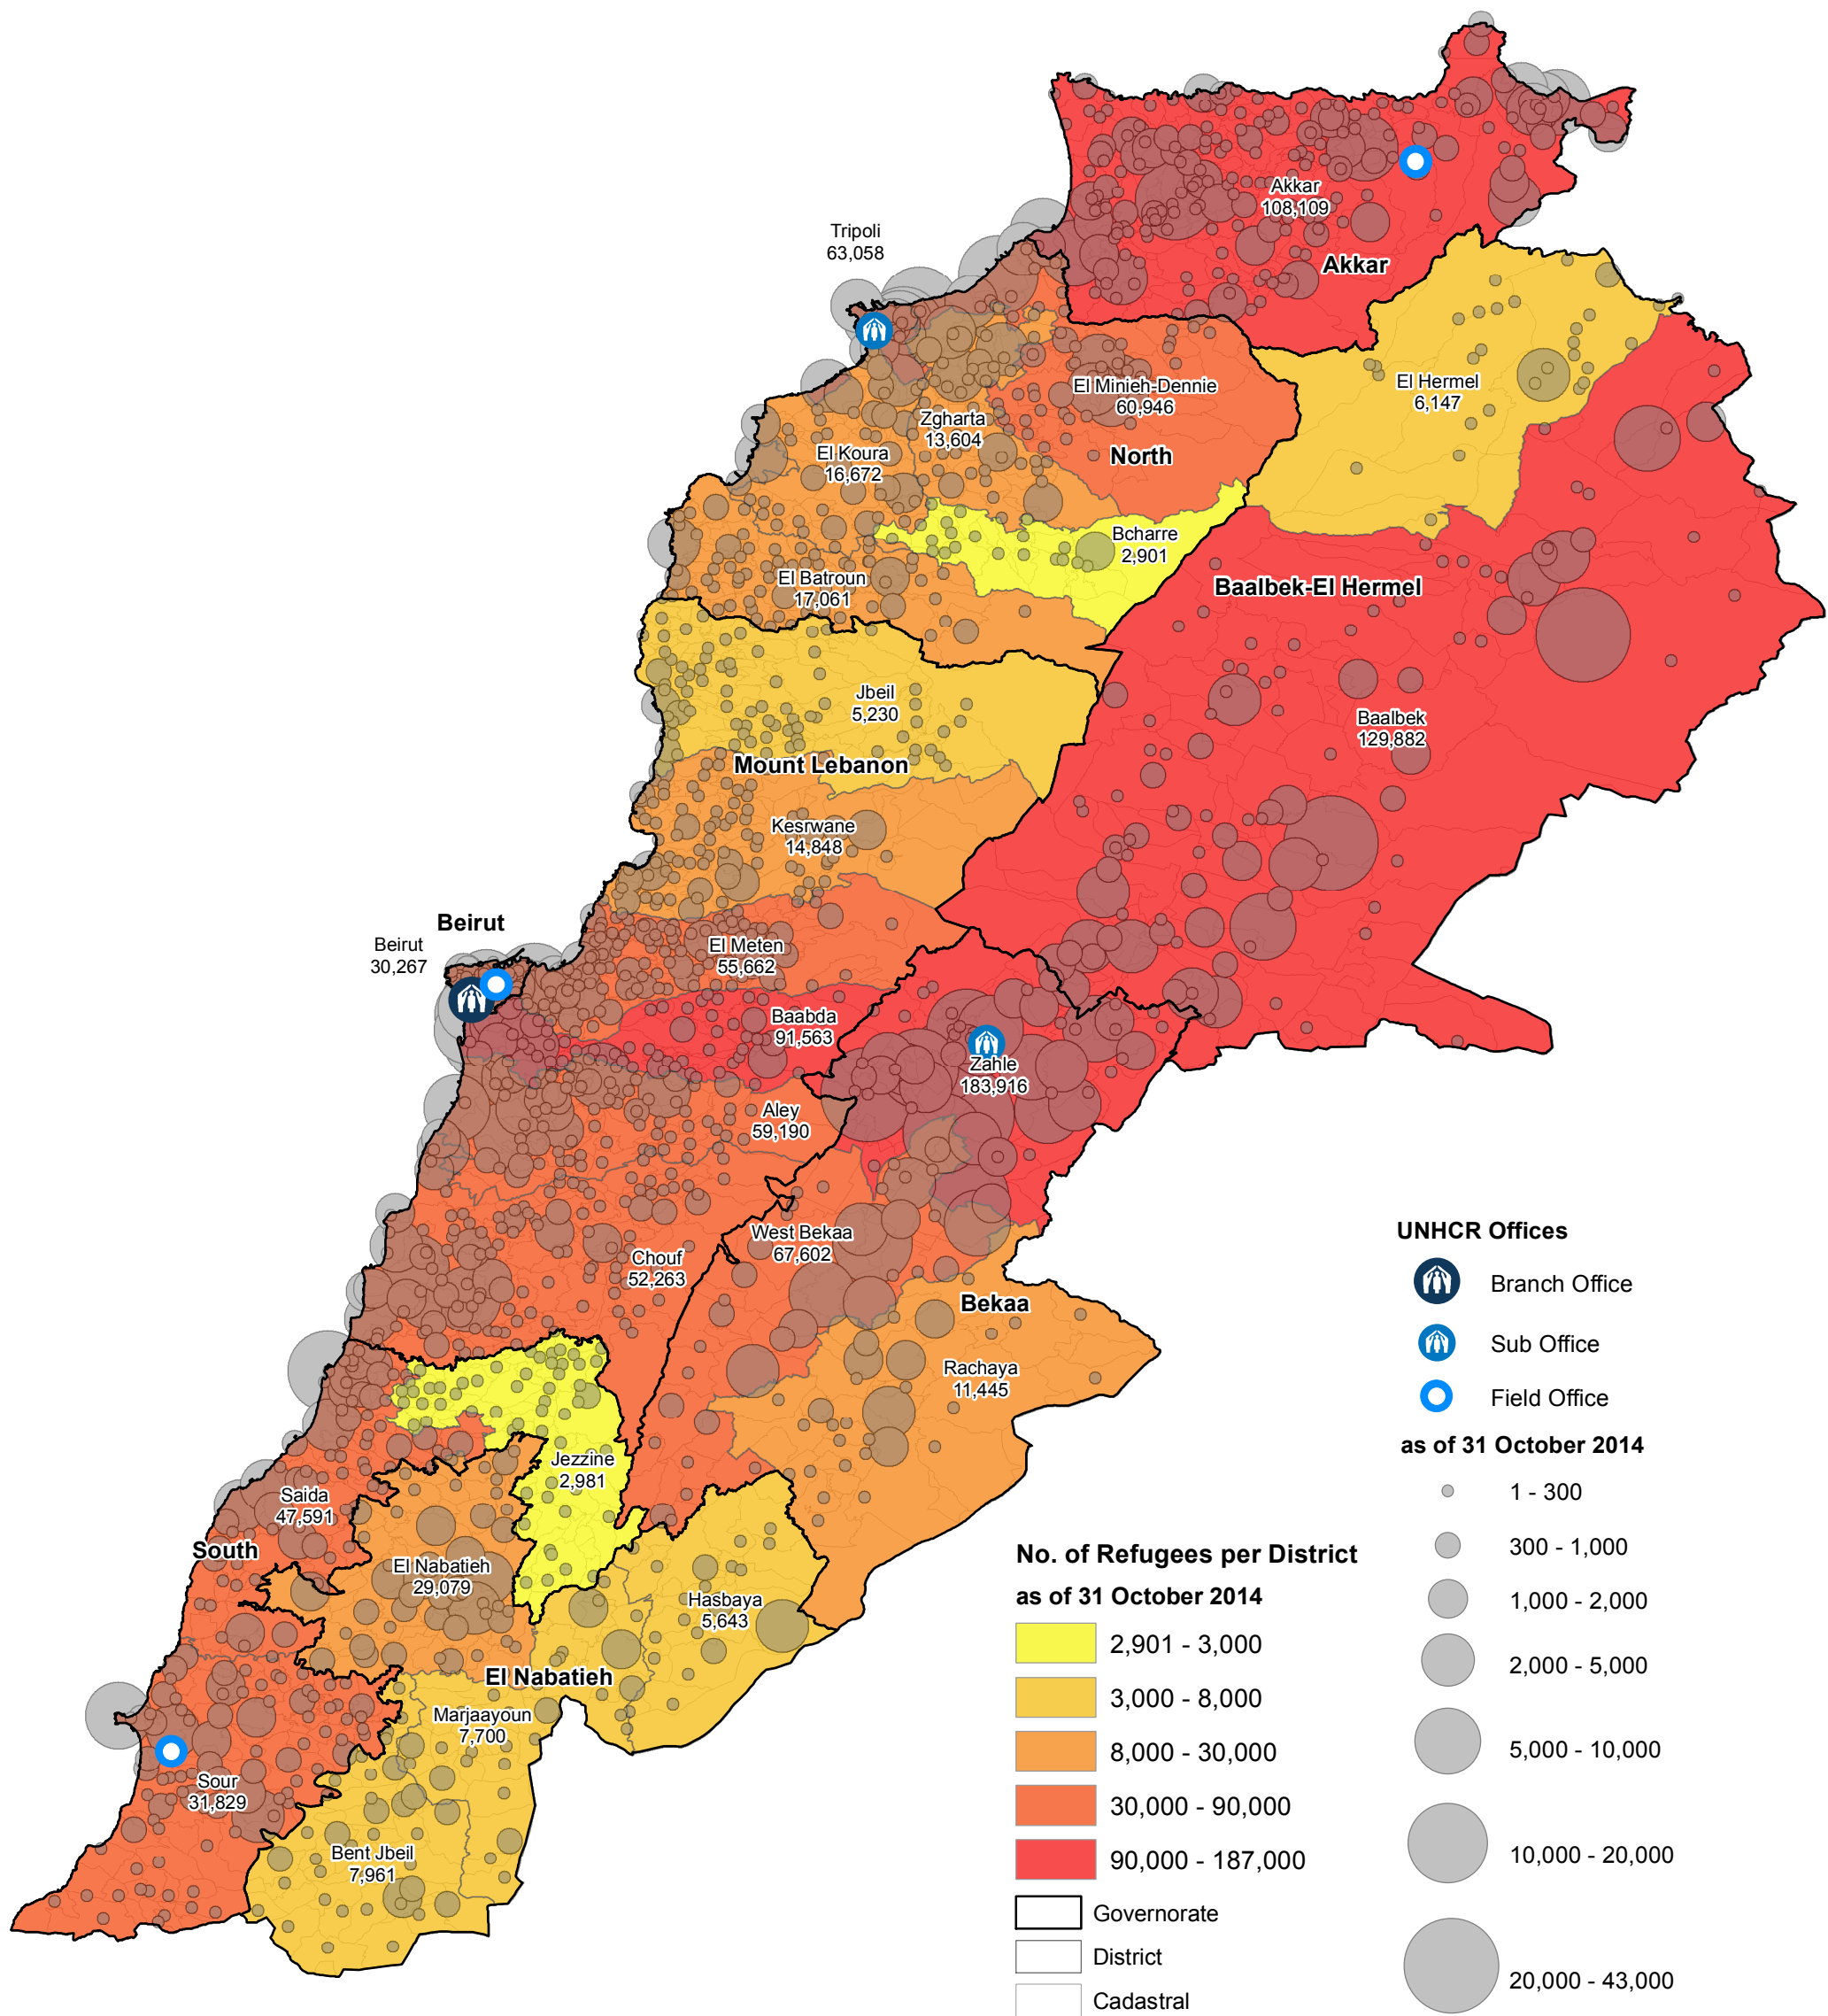 Akkar
108,109
Akkar
Tripoli
63,058
El Hermel
6,147
El Minieh-Dennie
60,946
Zgharta
13,604
North
El Koura
16,672
Bcharre
2,901
El Batroun
17,061
Baalbek-El Hermel
Jbeil
5,230
Baalbek
129,882
Mount Lebanon
Kesrwane
14,848
Beirut
Beirut
30,267
El Meten
55,662
Baabda
91,563
Zahle
183,916
Aley
59,190
West Bekaa
67,602
Chouf
52,263
Bekaa
Rachaya
11,445
Jezzine
2,981
Saida
47,591
South
El Nabatieh
29,079
Hasbaya
5,643
El Nabatieh
Marjaayoun
7,700
Sour
31,829
Bent Jbeil
7,961
UNHCR Offices
Branch Office
Sub Office
Field Office
as of 31 October 2014
1 - 300
300 - 1,000
1,000 - 2,000
2,000 - 5,000
5,000 - 10,000
10,000 - 20,000
20,000 - 43,000
No. of Refugees per District
as of 31 October 2014
2,901 - 3,000
3,000 - 8,000
8,000 - 30,000
30,000 - 90,000
90,000 - 187,000
Governorate
District
Cadastral